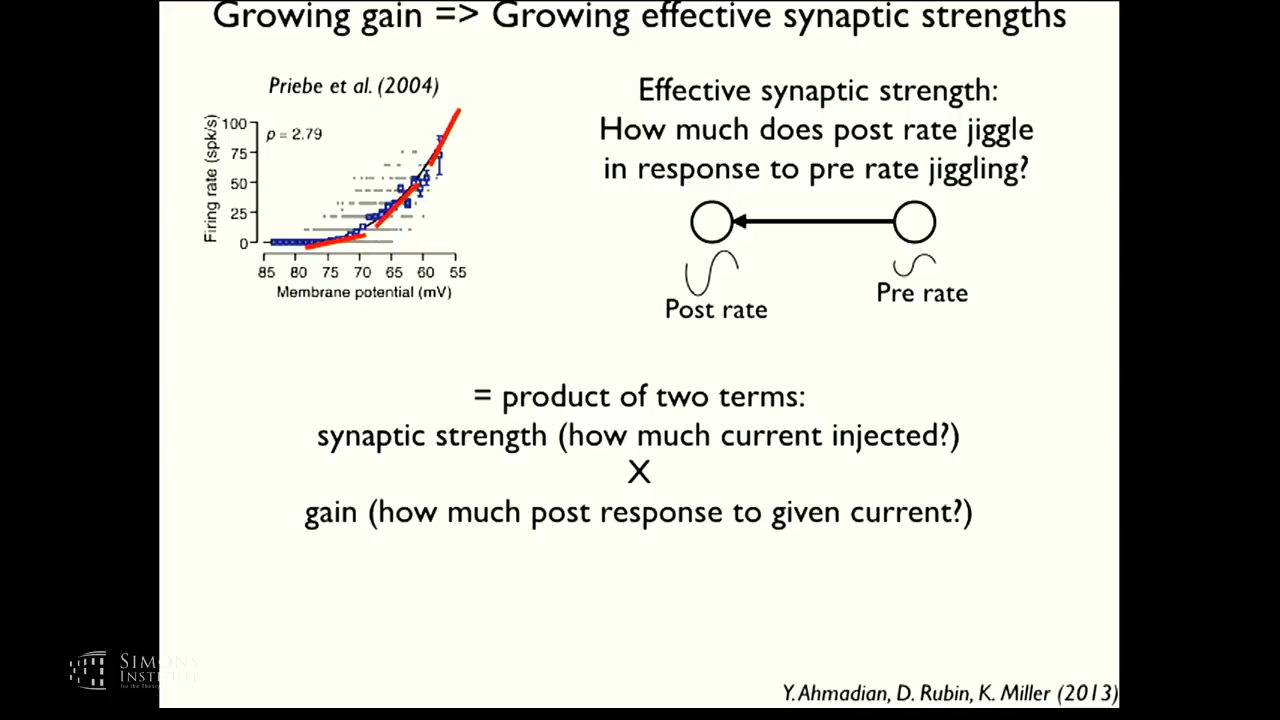 Growing gain => Growing effective synaptic strengths
Priebe et al. (2004)
Effective synaptic strength:
How much does post rate jiggle
in response to pre rate jiggling?
Firing rate (spk/s)
100
75
50
25
0
p = 2.79
85 80 75 70 65 60 55
Membrane potential (mV)
Post rate
Pre rate
= product of two terms:
synaptic strength (how much current injected?)
X
gain (how much post response to given current?)
SIMONS
INSTITUTE
Y. Ahmadian, D. Rubin, K. Miller (2013)